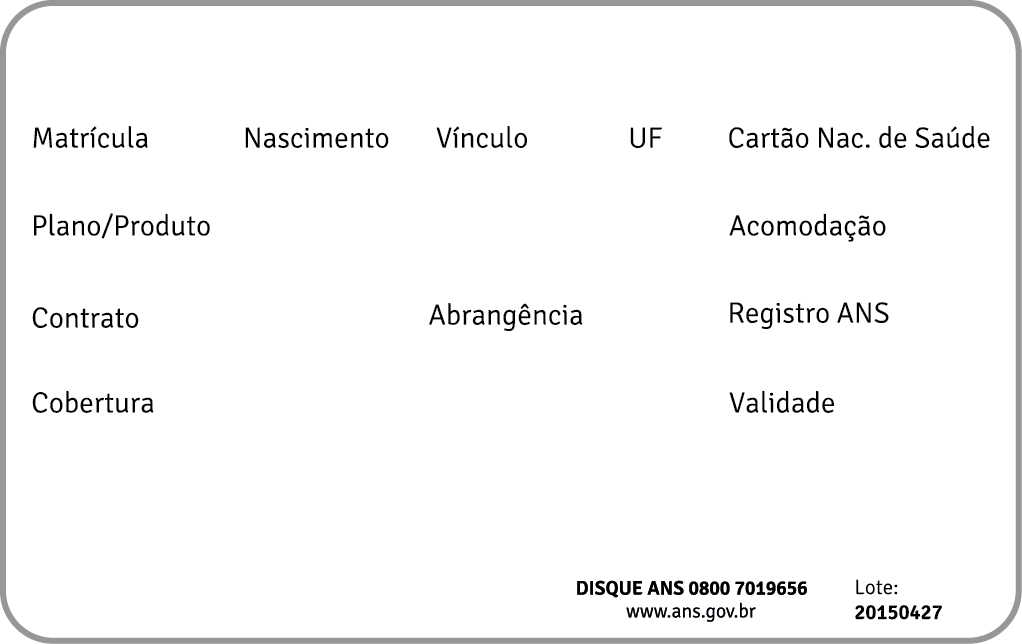 Matrícula Nascimento Vínculo UF Cartão Nac. de Saúde
Plano/Produto Acomodação
Contrato Abrangência Registro ANS
Cobertura Validade
DISQUE ANS 0800 7019656 Lote:
www.ans.gov.br 20150427